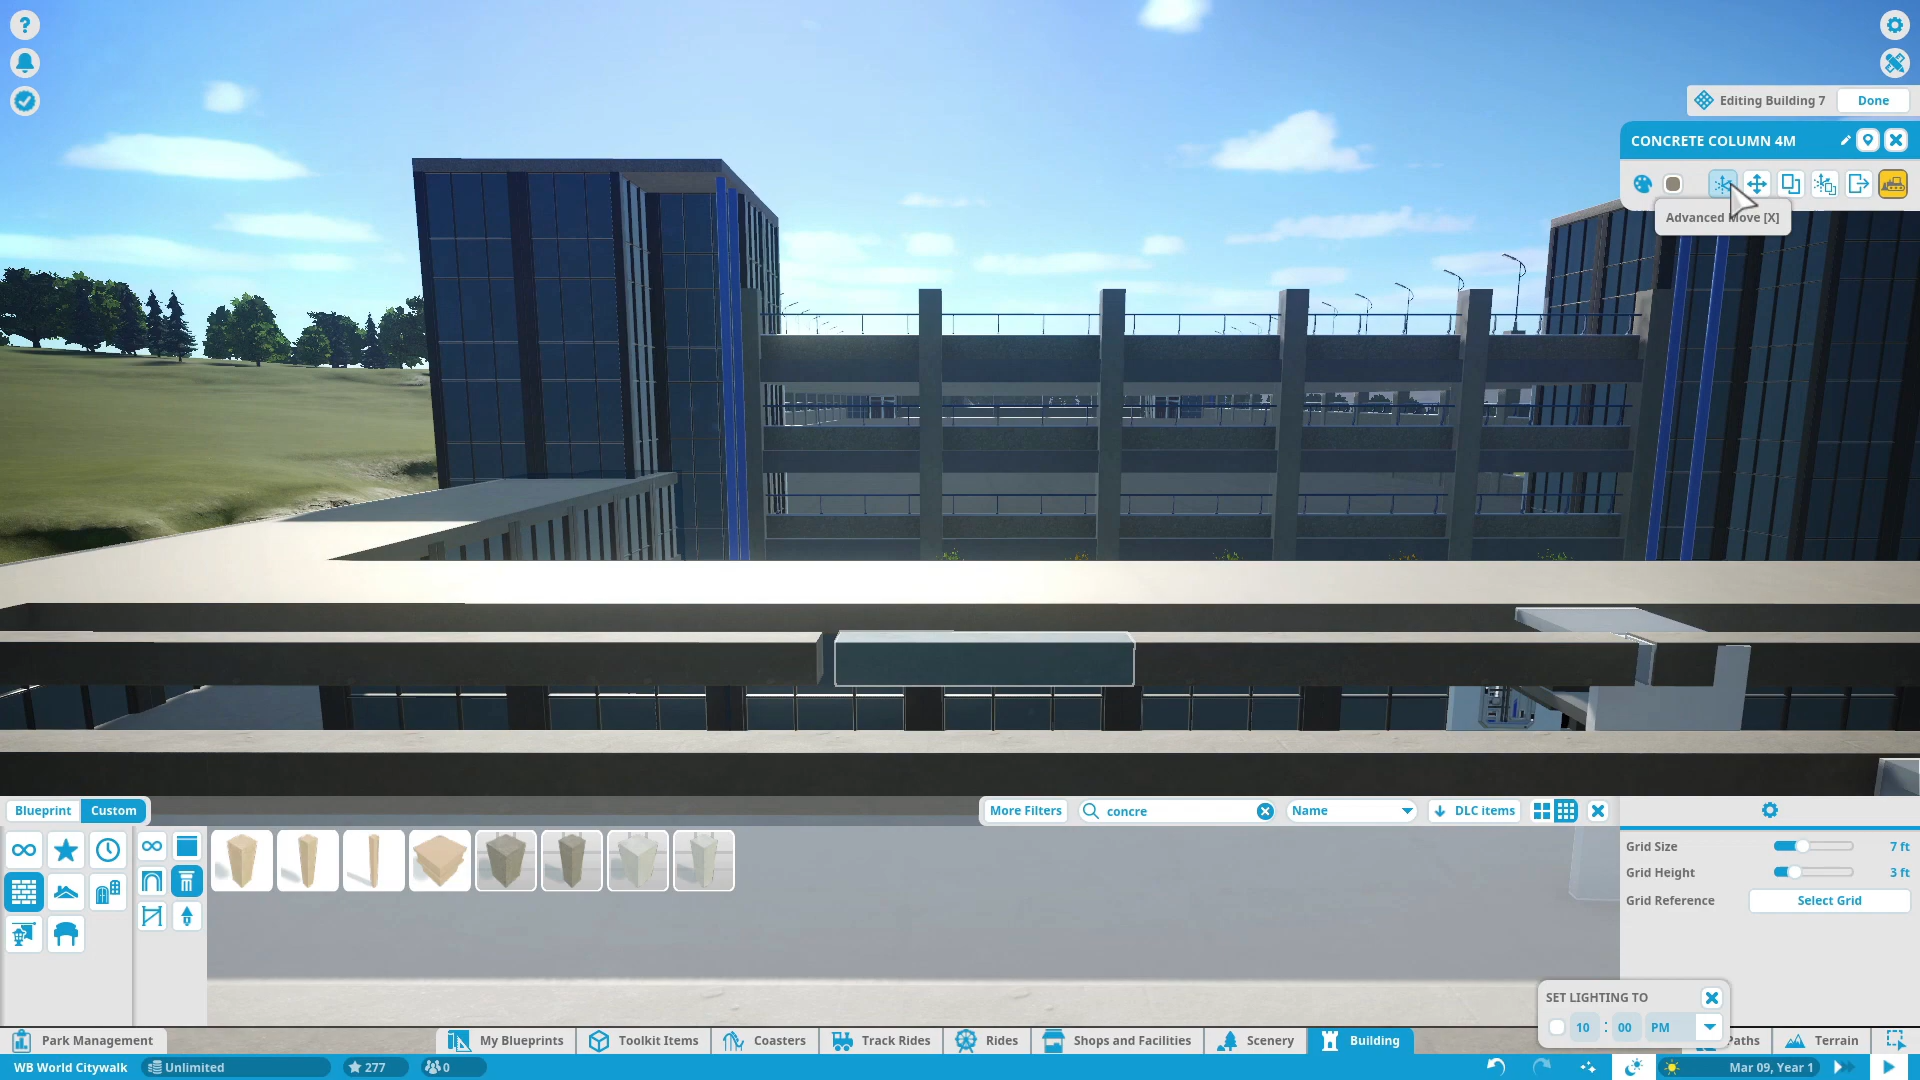 ?
Editing Building 7
Done
CONCRETE COLUMN 4M
Advanced Move [X]
Blueprint
Custom
More Filters
concre
Name
DLC items
Grid Size
7 ft
Grid Height
3 ft
Grid Reference
Select Grid
SET LIGHTING TO
10 : 00 PM
Park Management
My Blueprints
Toolkit Items
Coasters
Track Rides
Rides
Shops and Facilities
Scenery
Building
Paths
Terrain
WB World Citywalk
Unlimited
277
0
Mar 09, Year 1